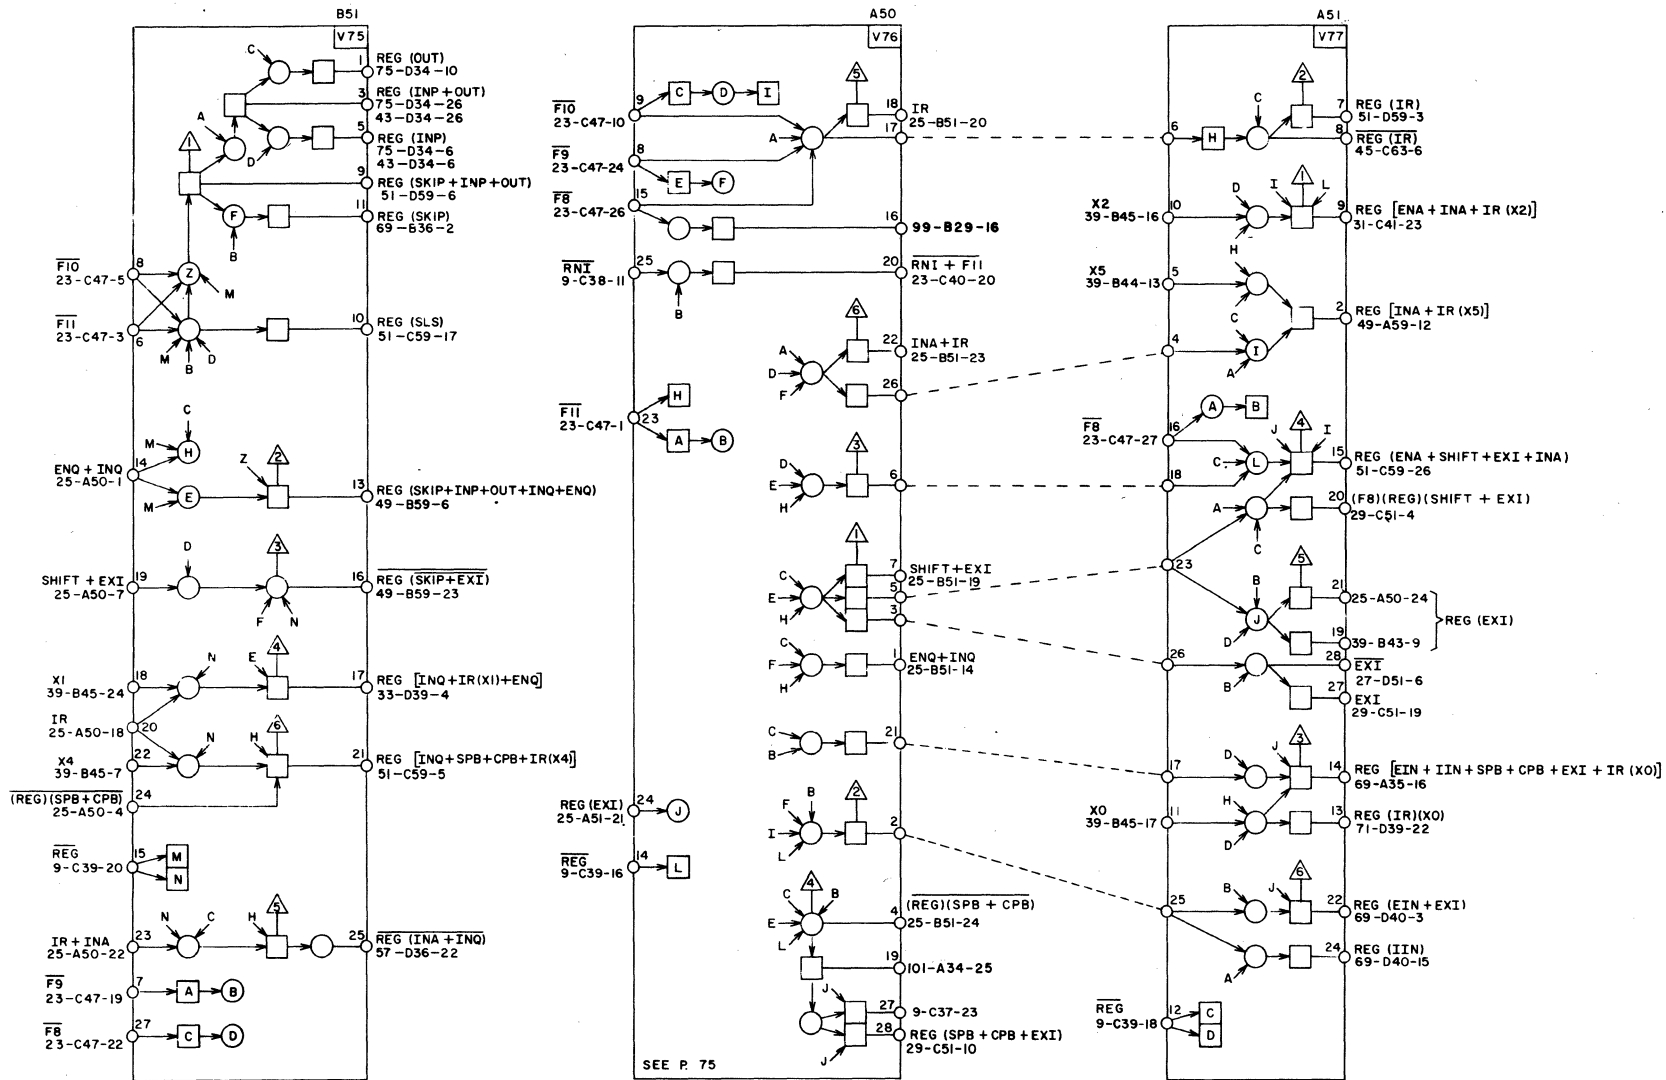 B51
V75
C
1
REG (OUT)
75-D34-10
3
REG (INP+OUT)
75-D34-26
43-D34-26
A
5
REG (INP)
75-D34-6
43-D34-6
D
1
9
REG (SKIP+INP+OUT)
51-D59-6
F
11
REG (SKIP)
69-B36-2
B
F10
23-C47-5
8
Z
M
F11
23-C47-3
6
M
B
D
10
REG (SLS)
51-C59-17
C
M
H
ENQ+INQ
25-A50-1
14
M
E
Z
2
13
REG (SKIP+INP+OUT+INQ+ENQ)
49-B59-6
D
3
SHIFT+EXI
25-A50-7
19
F
N
16
REG (SKIP+EXI)
49-B59-23
N
E
4
X1
39-B45-24
18
17
REG [INQ+IR(X1)+ENQ]
33-D39-4
IR
25-A50-18
20
N
H
6
X4
39-B45-7
22
21
REG [INQ+SPB+CPB+IR(X4)]
51-C59-5
(REG)(SPB+CPB)
25-A50-4
24
REG
9-C39-20
15
M
N
N
C
H
5
IR+INA
25-A50-22
23
25
REG (INA+INQ)
57-D36-22
F9
23-C47-19
7
A
B
F8
23-C47-22
27
C
D
A50
V76
F10
23-C47-10
9
C
D
I
5
18
IR
25-B51-20
17
A
F9
23-C47-24
8
E
F
F8
23-C47-26
15
16
99-B29-16
RNI
9-C38-11
25
B
20
RNI+F11
23-C40-20
6
A
D
F
22
INA+IR
25-B51-23
26
F11
23-C47-1
23
H
A
B
3
D
E
H
6
1
C
E
H
7
SHIFT+EXI
25-B51-19
5
3
C
F
H
1
ENQ+INQ
25-B51-14
C
B
21
REG(EXI)
25-A51-21
24
J
2
F
B
I
L
2
REG
9-C39-16
14
L
4
C
B
E
L
4
(REG)(SPB+CPB)
25-B51-24
19
101-A34-25
J
27
9-C37-23
28
REG (SPB+CPB+EXI)
29-C51-10
J
SEE P. 75
A51
V77
6
H
C
2
7
REG (IR)
51-D59-3
8
REG (IR)
45-C63-6
X2
39-B45-16
10
D
H
I
1
L
9
REG [ENA+INA+IR(X2)]
31-C41-23
X5
39-B44-13
5
H
C
2
REG [INA+IR(X5)]
49-A59-12
4
I
A
A
B
F8
23-C47-27
16
C
L
J
4
I
15
REG (ENA+SHIFT+EXI+INA)
51-C59-26
18
A
C
20
(F8)(REG)(SHIFT+EXI)
29-C51-4
23
B
J
D
5
21
25-A50-24
REG (EXI)
19
39-B43-9
26
B
28
EXI
27-D51-6
27
EXI
29-C51-19
17
D
J
3
14
REG [EIN+IIN+SPB+CPB+EXI+IR(X0)]
69-A35-16
X0
39-B45-17
11
H
D
13
REG (IR)(X0)
71-D39-22
25
B
J
6
22
REG (EIN+EXI)
69-D40-3
A
24
REG (IIN)
69-D40-15
REG
9-C39-18
12
C
D